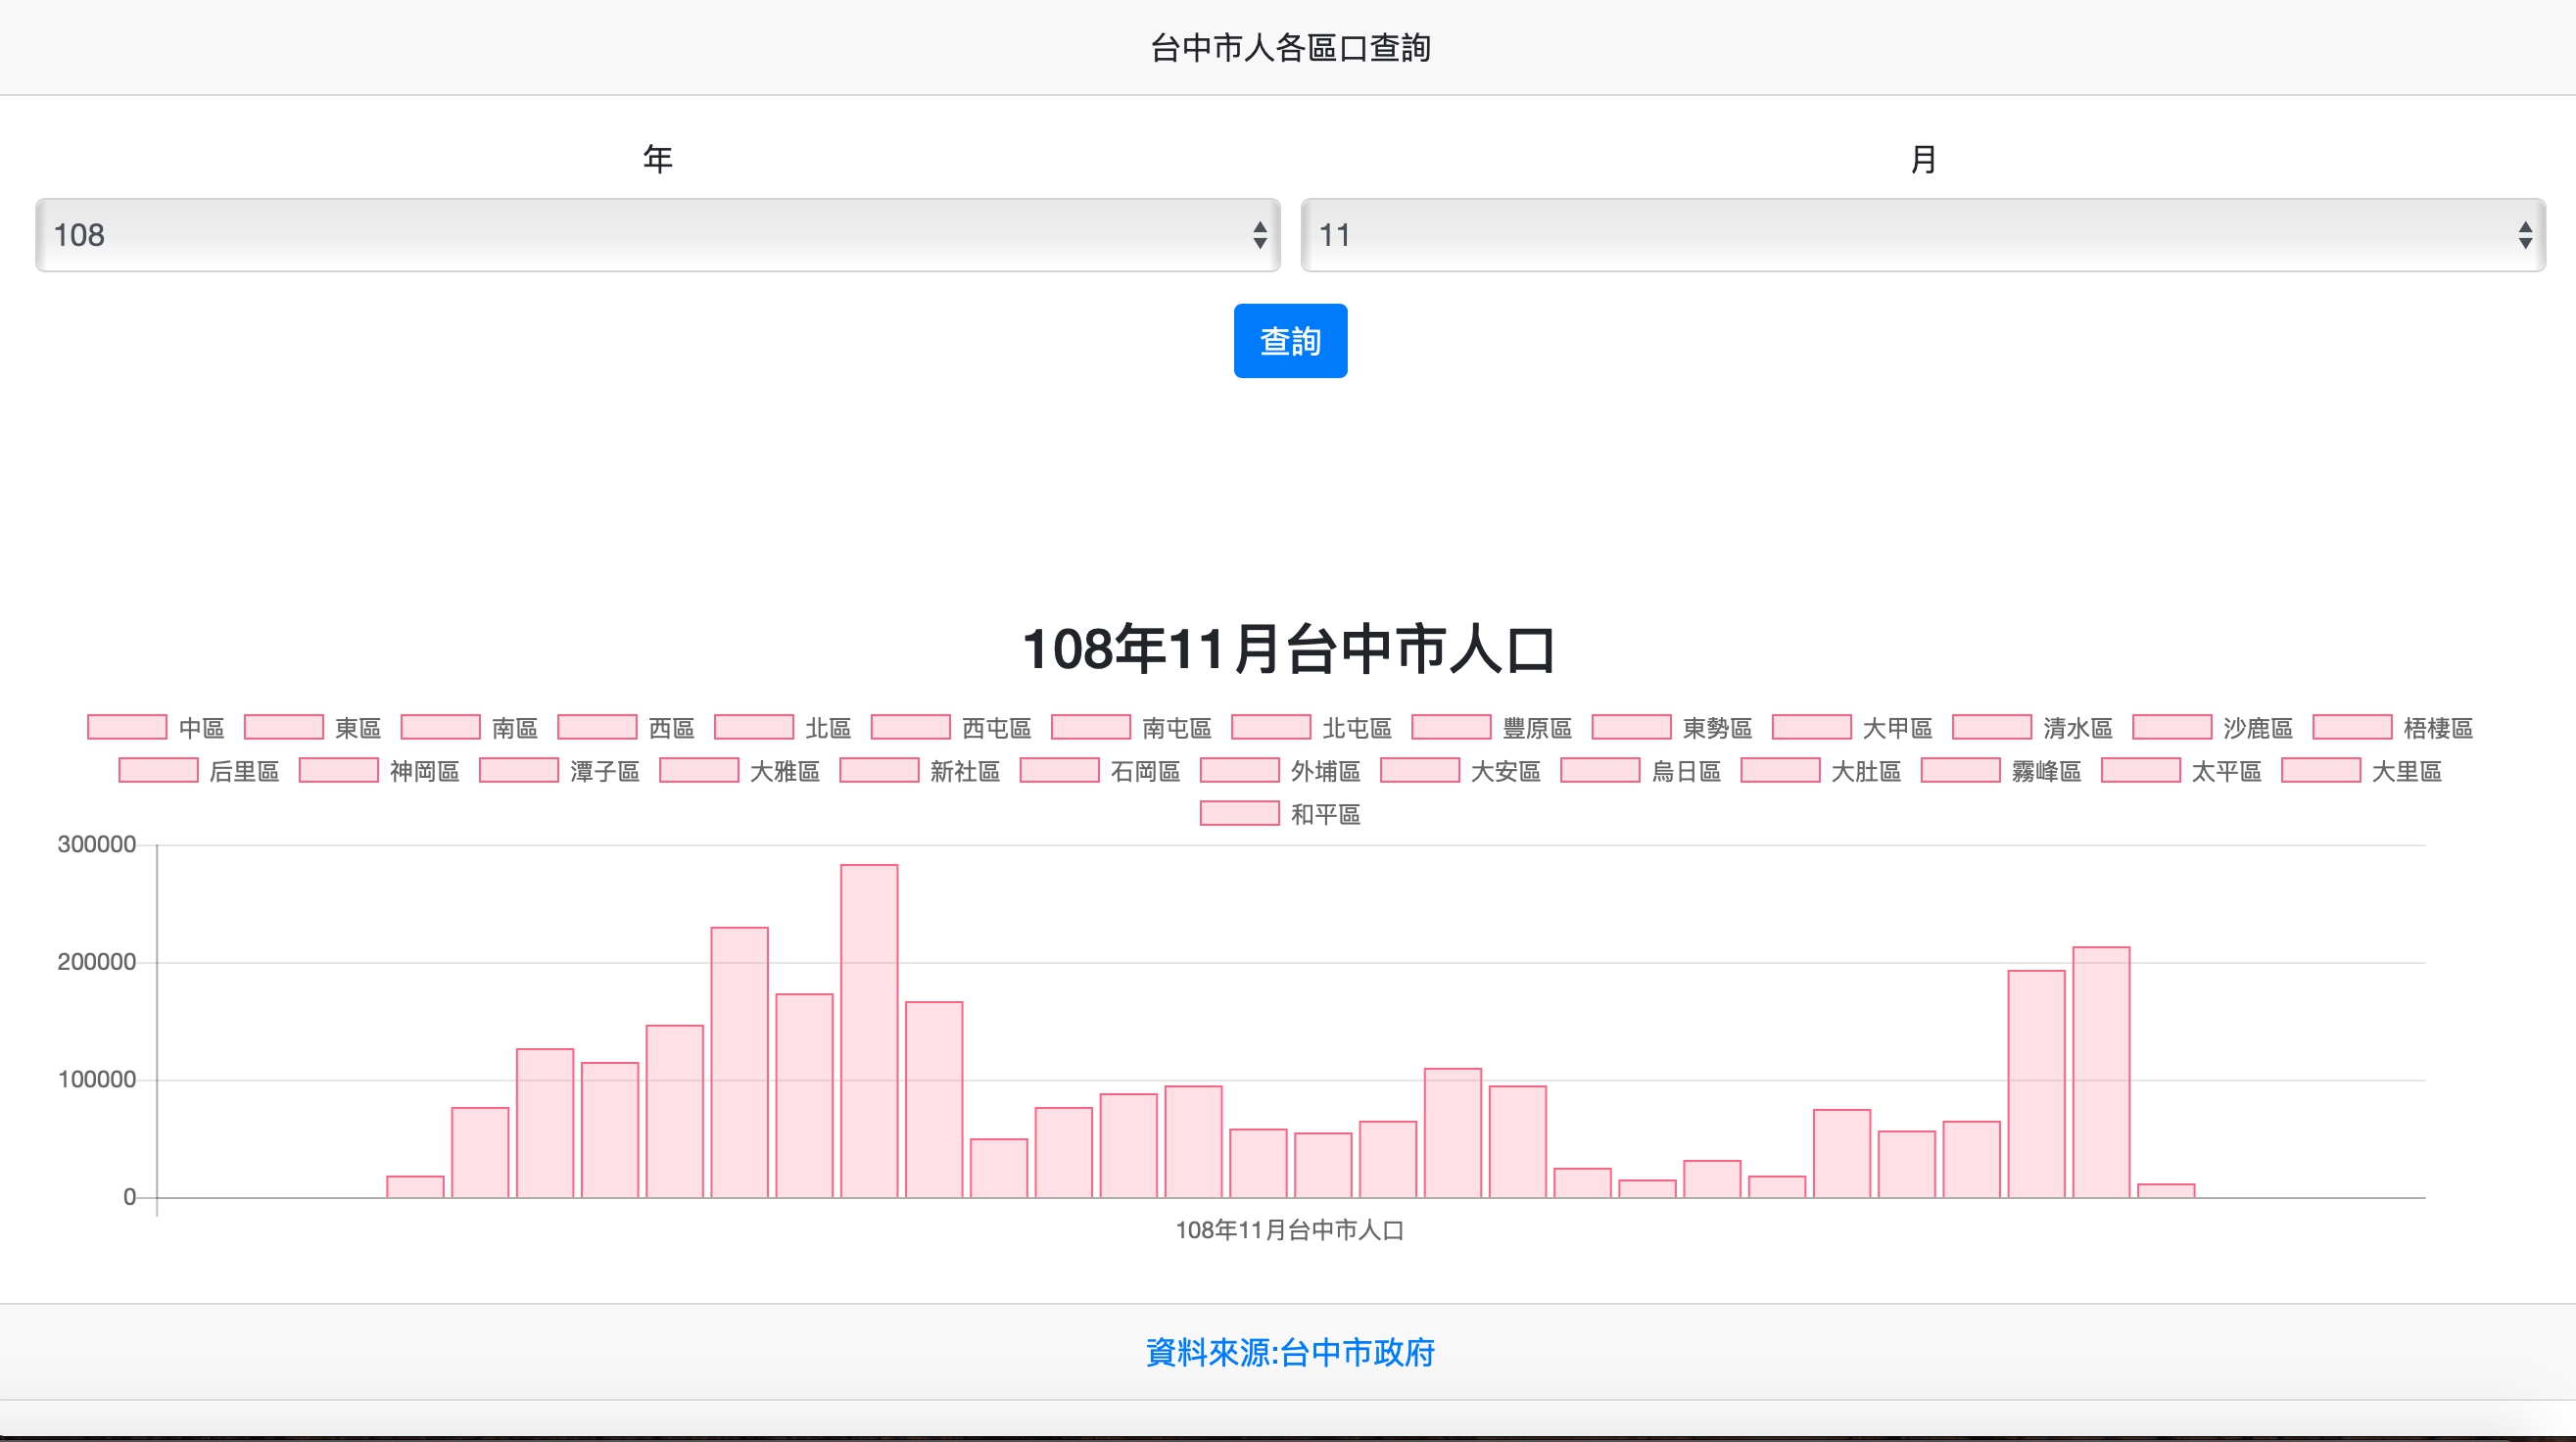 台中市人各區口查詢
年 月
108 11
查詢
108年11月台中市人口
中區 東區 南區 西區 北區 西屯區 南屯區 北屯區 豐原區 東勢區 大甲區 清水區 沙鹿區 梧棲區
后里區 神岡區 潭子區 大雅區 新社區 石岡區 外埔區 大安區 烏日區 大肚區 霧峰區 太平區 大里區
和平區
300000
200000
100000
0
108年11月台中市人口
資料來源:台中市政府